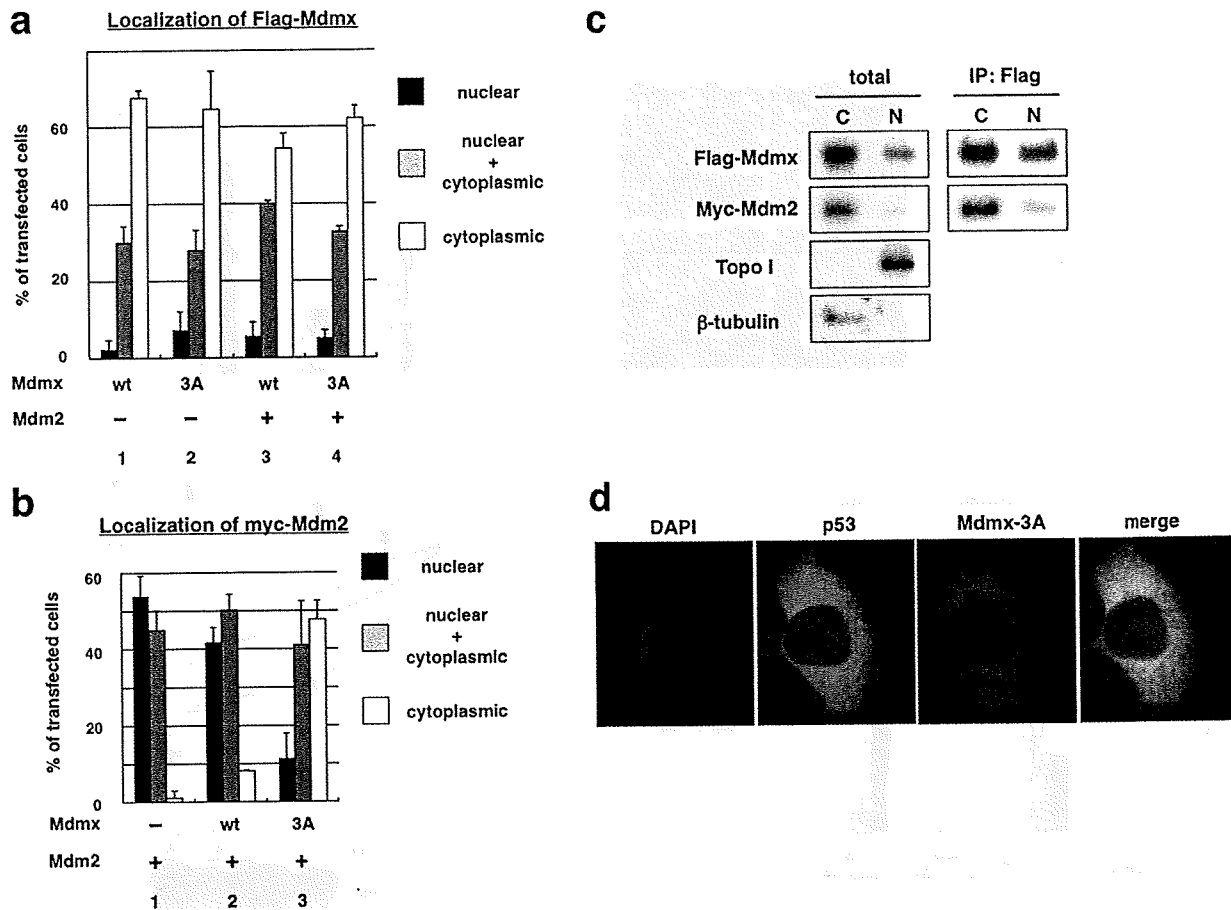 a
Localization of Flag-Mdmx
% of transfected cells
60
40
20
0
nuclear
nuclear
+
cytoplasmic
cytoplasmic
Mdmx wt 3A wt 3A
Mdm2 – – + +
1 2 3 4
b
Localization of myc-Mdm2
% of transfected cells
60
40
20
0
nuclear
nuclear
+
cytoplasmic
cytoplasmic
Mdmx – wt 3A
Mdm2 + + +
1 2 3
c
total IP: Flag
C N C N
Flag-Mdmx
Myc-Mdm2
Topo I
β-tubulin
d
DAPI p53 Mdmx-3A merge